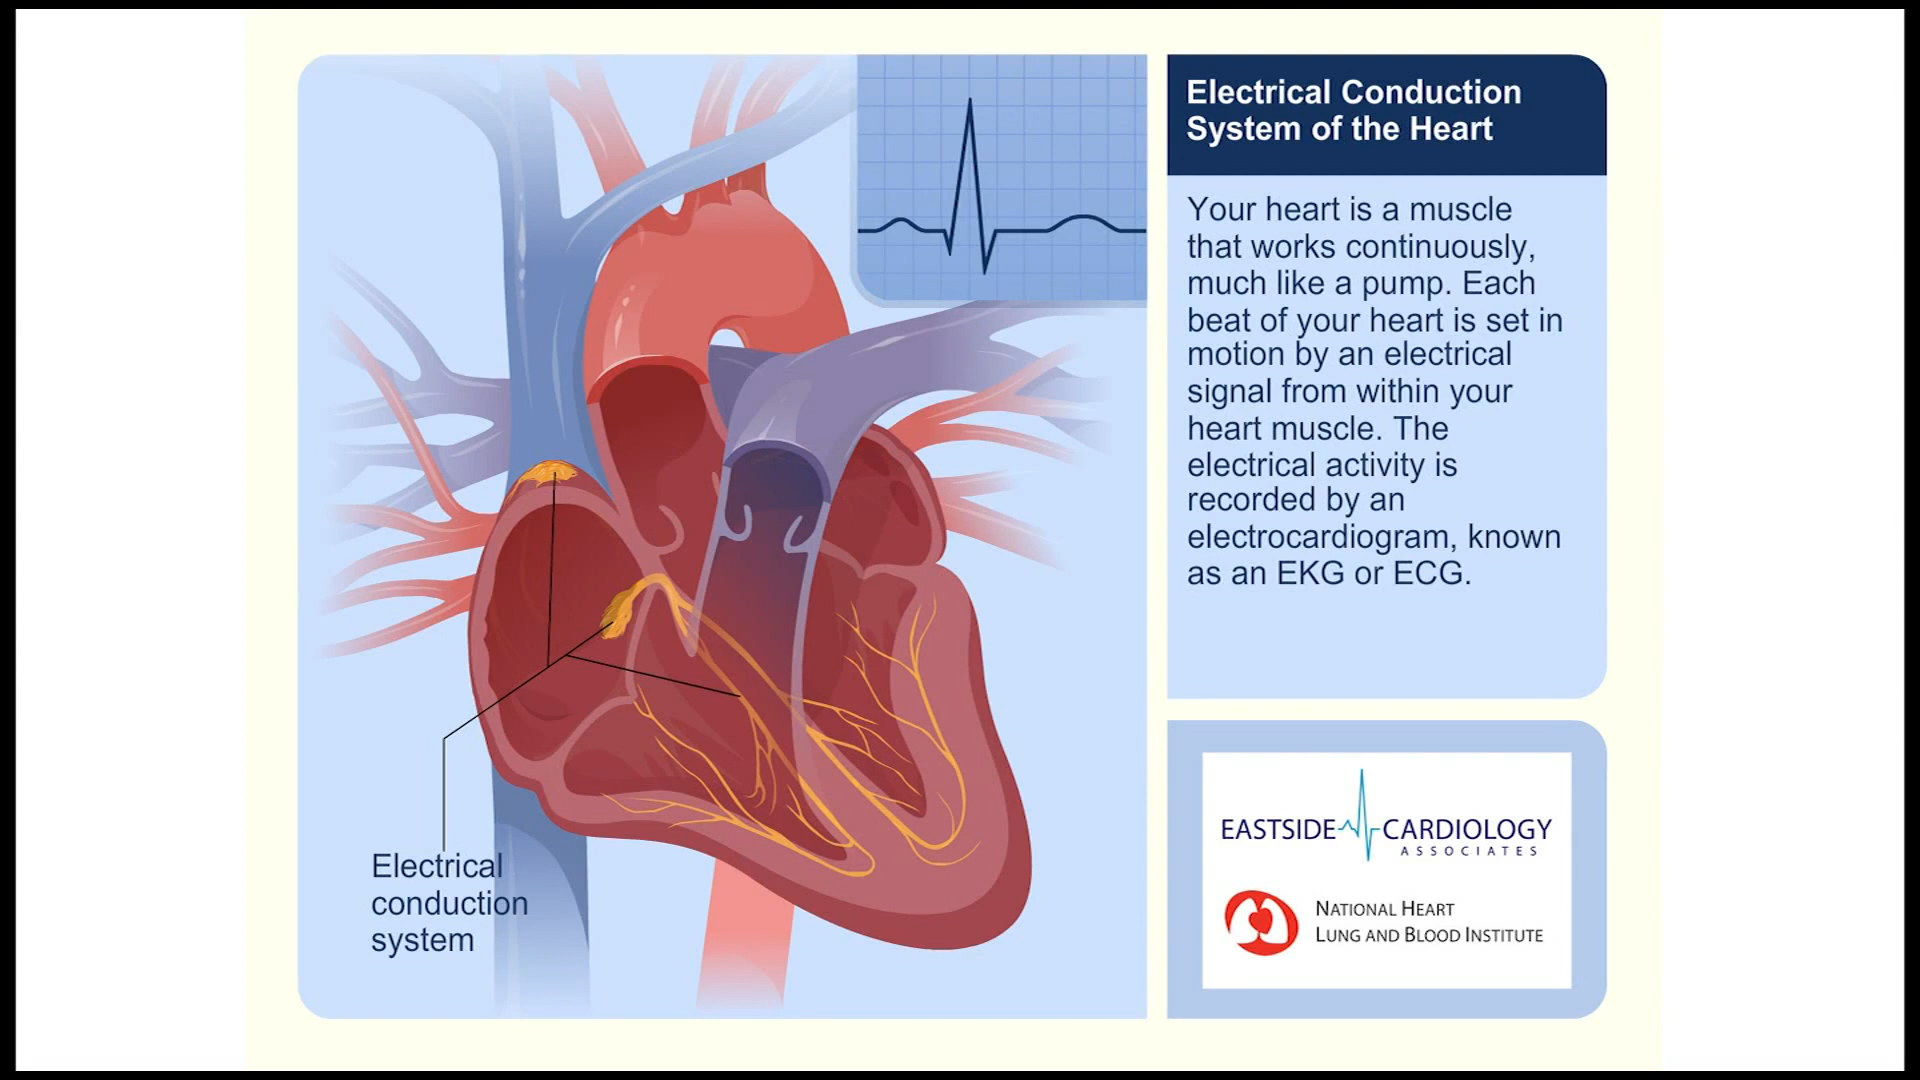 Electrical Conduction
System of the Heart
Your heart is a muscle
that works continuously,
much like a pump. Each
beat of your heart is set in
motion by an electrical
signal from within your
heart muscle. The
electrical activity is
recorded by an
electrocardiogram, known
as an EKG or ECG.
Electrical
conduction
system
EASTSIDE CARDIOLOGY
ASSOCIATES
NATIONAL HEART
LUNG AND BLOOD INSTITUTE